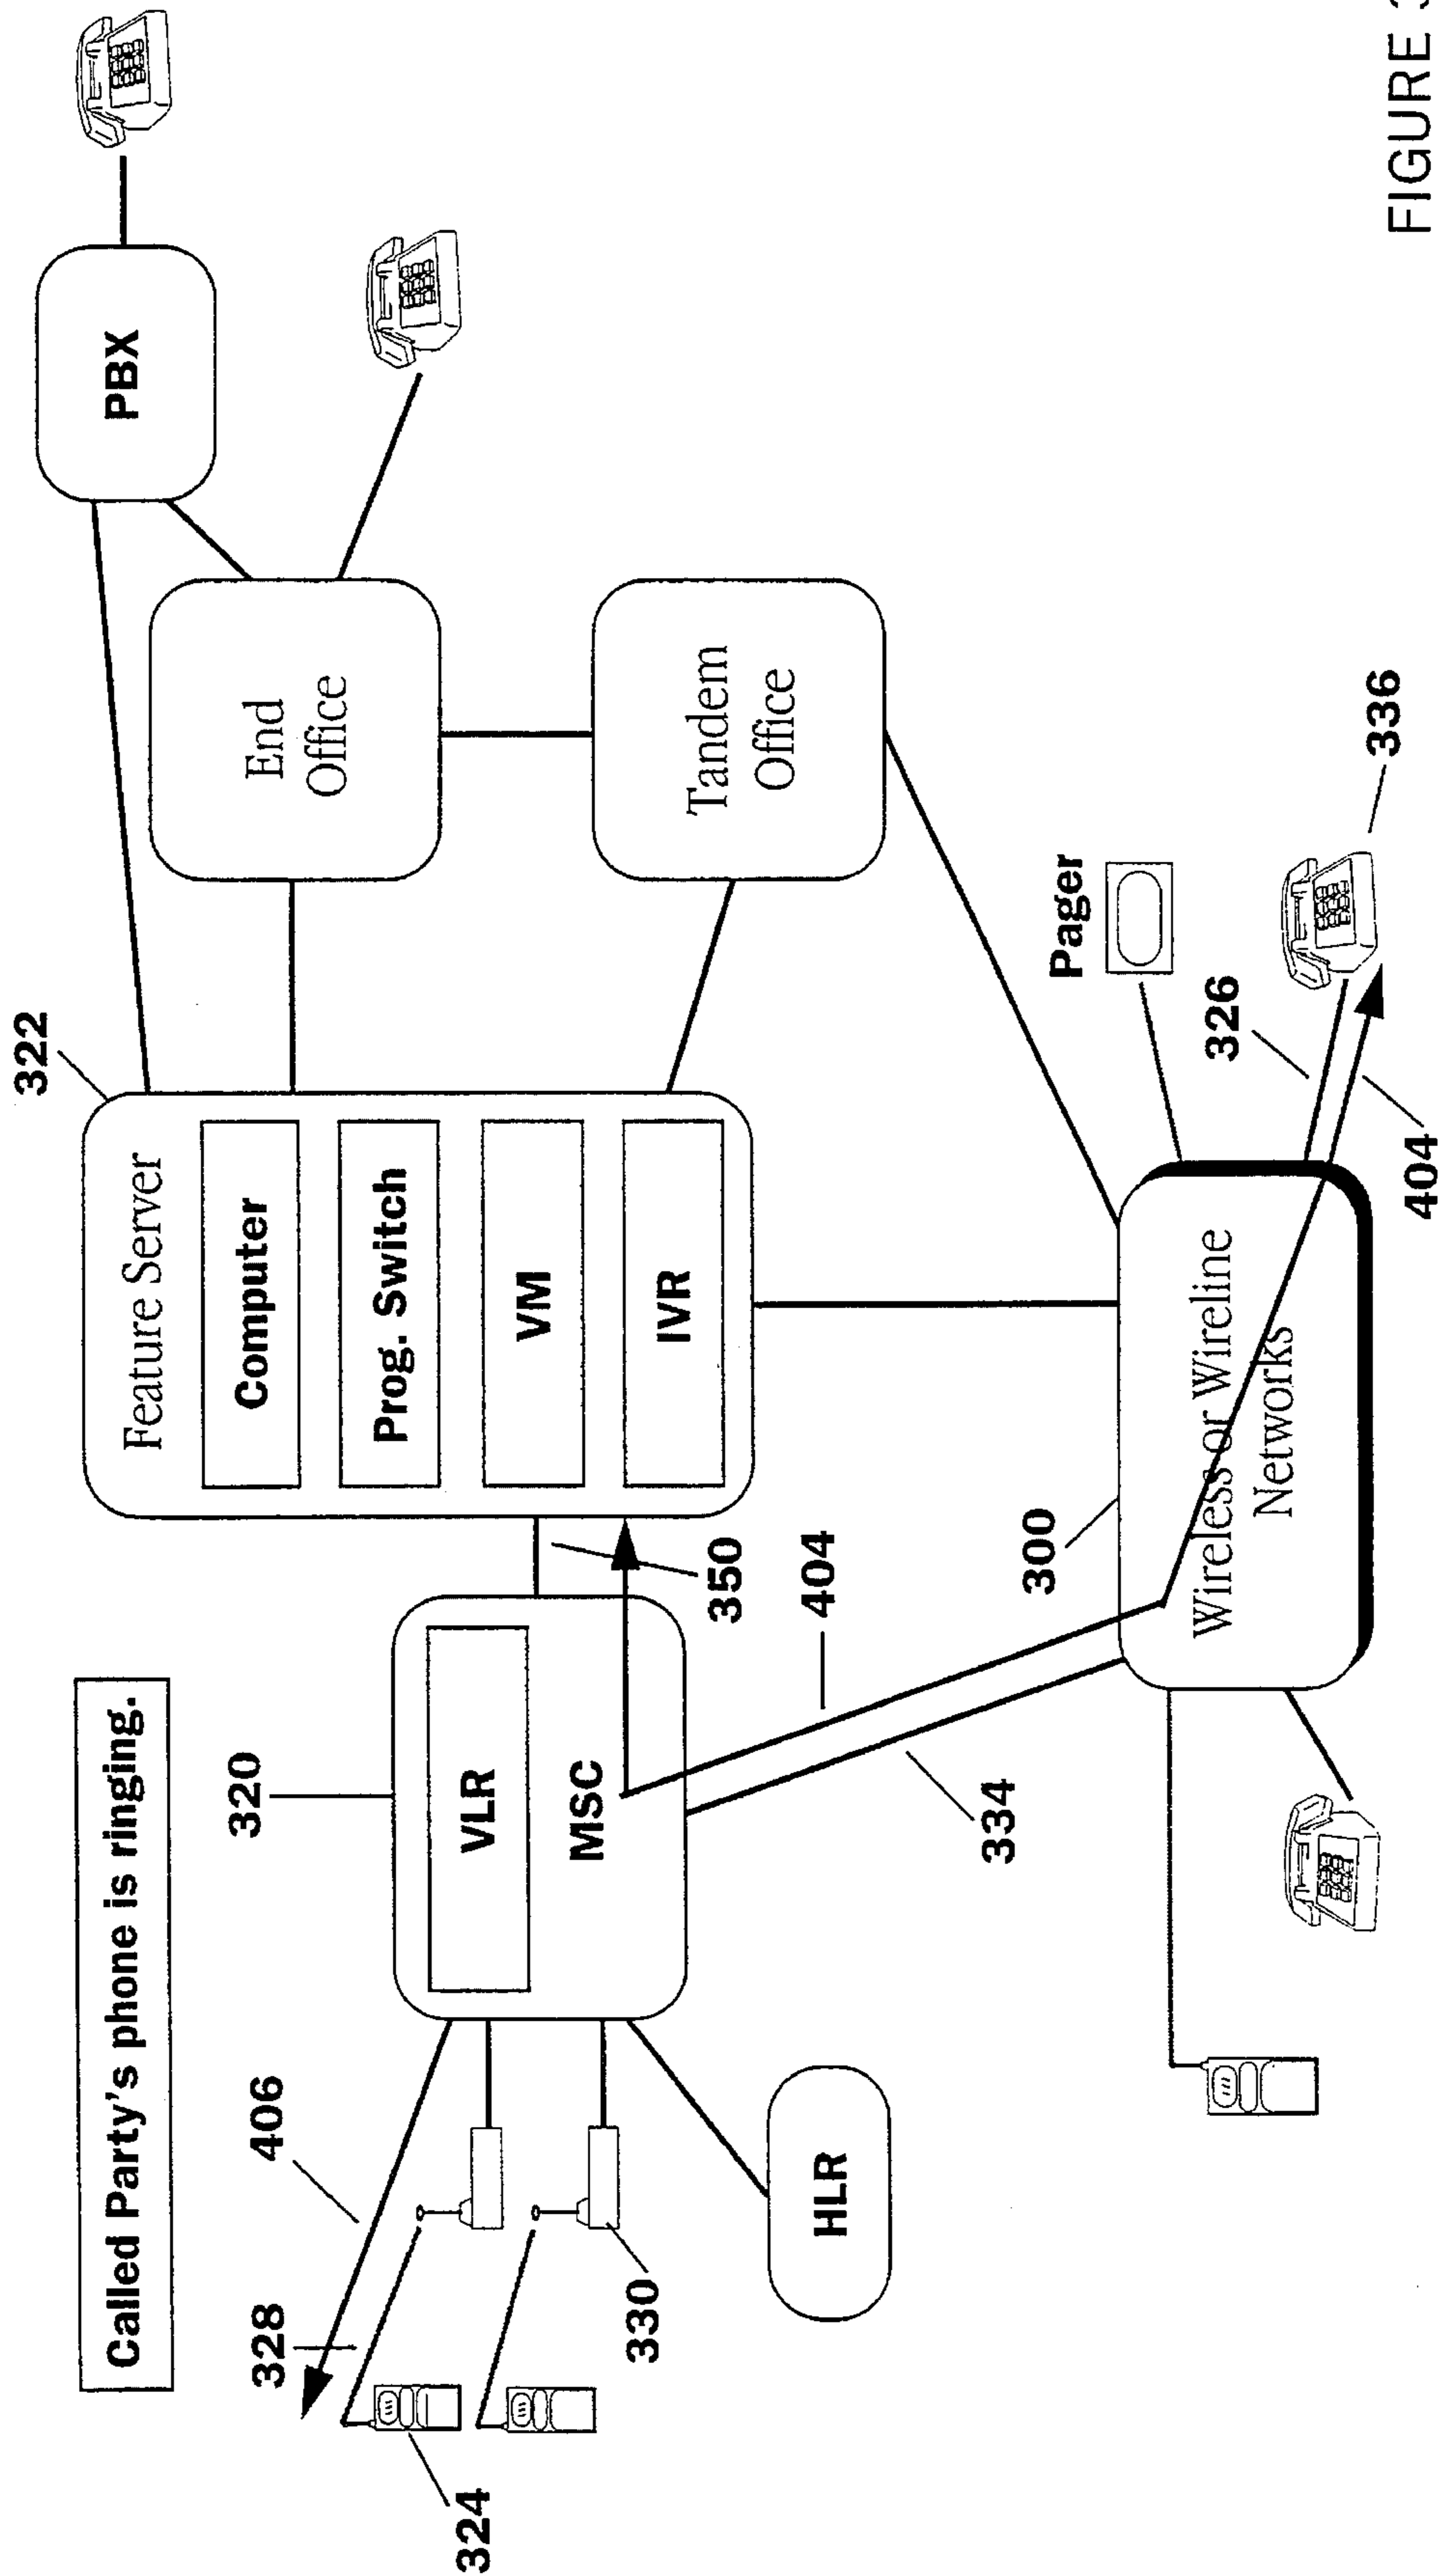 Called Party's phone is ringing.
322
PBX
Feature Server
Computer
Prog. Switch
VM
IVR
End
Office
Tandem
Office
320
VLR
MSC
350
406
328
324
330
HLR
404
334
300
Wireless or Wireline
Networks
Pager
326
404
336
FIGURE